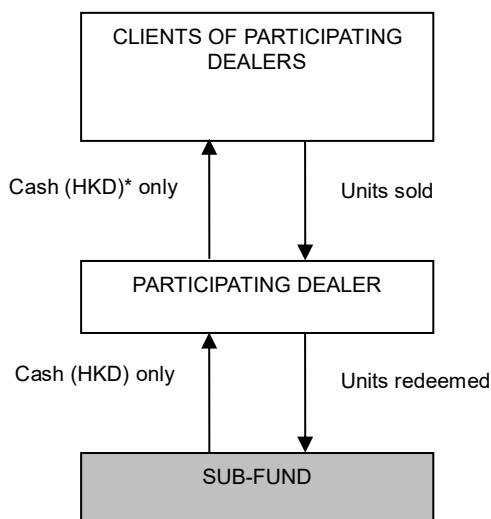 CLIENTS OF PARTICIPATING
DEALERS
Cash (HKD)* only
Units sold
PARTICIPATING DEALER
Cash (HKD) only
Units redeemed
SUB-FUND